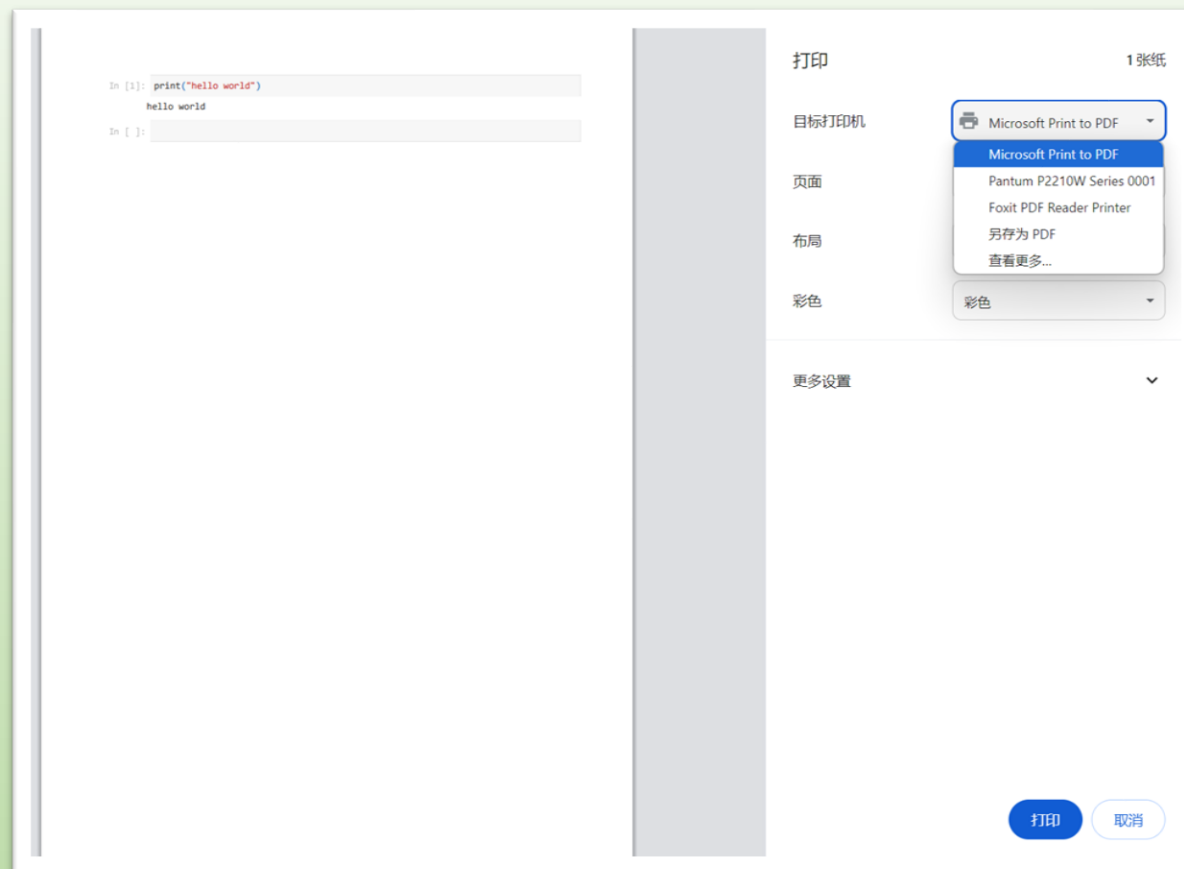 In [1]: print("hello world")
hello world
In [ ]:
打印 1 张纸
目标打印机 Microsoft Print to PDF
Microsoft Print to PDF
页面 Pantum P2210W Series 0001
Foxit PDF Reader Printer
布局 另存为 PDF
查看更多...
彩色 彩色
更多设置
打印 取消